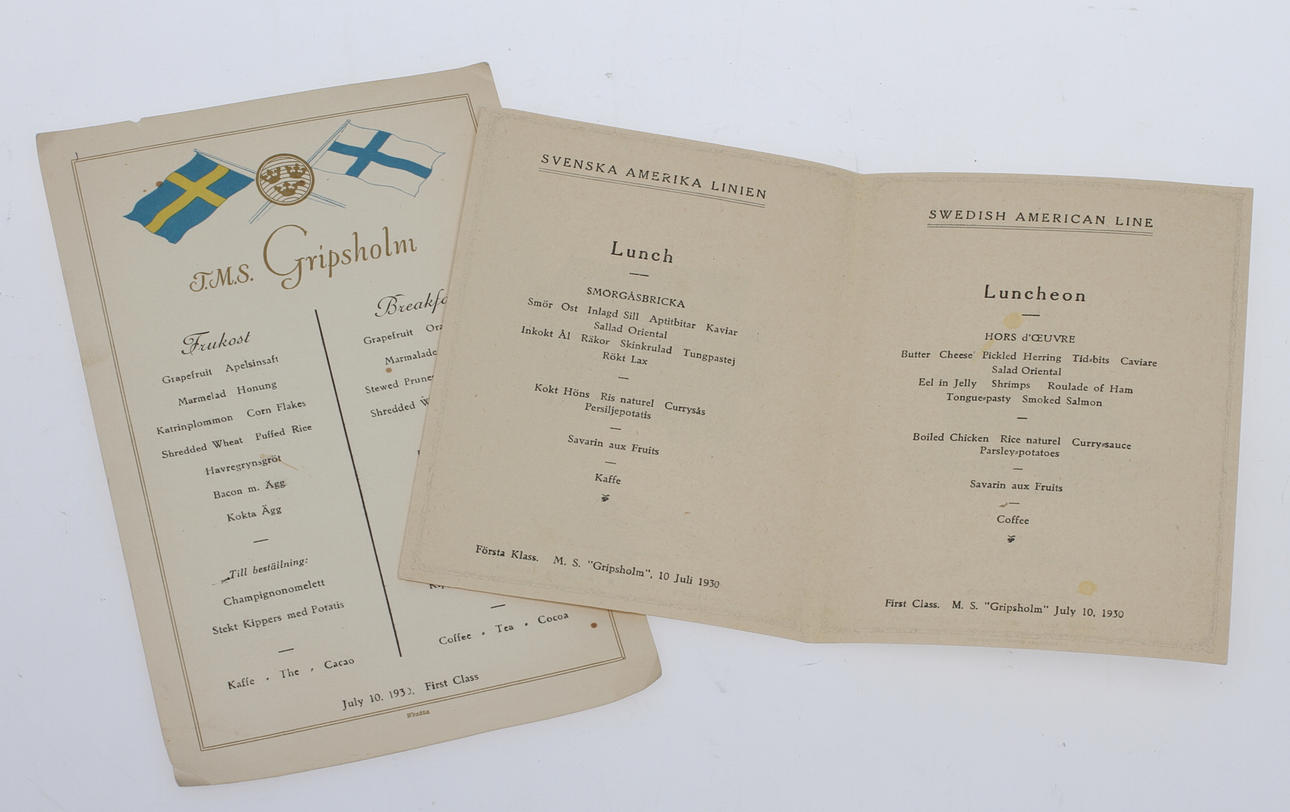 T.M.S. Gripsholm
Frukost
Grapefruit Apelsinsaft
Marmelad Honung
Katrinplommon Corn Flakes
Shredded Wheat Puffed Rice
Havregrynsgröt
Bacon m. Ägg
Kokta Ägg
Till beställning:
Champignonomelett
Stekt Kippers med Potatis
Kaffe • The • Cacao
Grapefruit
Marmalade
Stewed
Shredded
Coffee • Tea • Cocoa
July 10, 193 First Class
SVENSKA AMERIKA LINIEN
Lunch
SMÖRGÅSBRICKA
Smör Ost Inlagd Sill Aptitbitar Kaviar
Sallad Oriental
Inkokt Ål Räkor Skinkrulad Tungpastej
Rökt Lax
Kokt Höns Ris naturel Currysås
Persiljepotatis
Savarin aux Fruits
Kaffe
Första Klass. M. S. "Gripsholm", 10 Juli 1930
SWEDISH AMERICAN LINE
Luncheon
HORS d'ŒUVRE
Butter Cheese Pickled Herring Tid-bits Caviare
Salad Oriental
Eel in Jelly Shrimps Roulade of Ham
Tongue-pasty Smoked Salmon
Boiled Chicken Rice naturel Curry-sauce
Parsley-potatoes
Savarin aux Fruits
Coffee
First Class. M. S. "Gripsholm" July 10, 1930